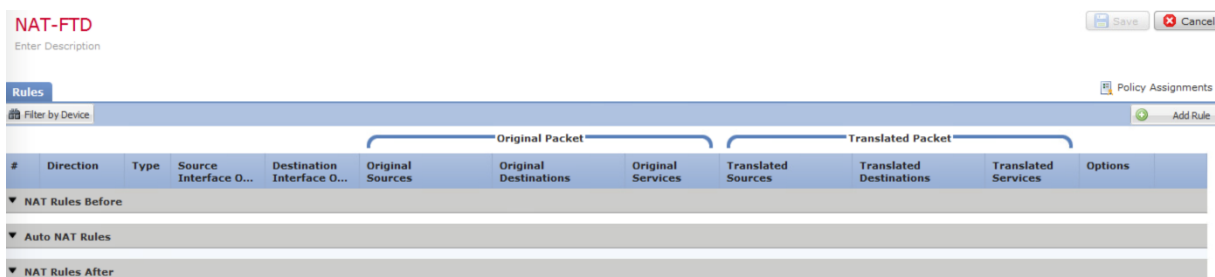 NAT-FTD
Save
Cancel
Enter Description
Rules
Policy Assignments
Filter by Device
Add Rule
Original Packet
Translated Packet
# Direction Type Source Interface O... Destination Interface O... Original Sources Original Destinations Original Services Translated Sources Translated Destinations Translated Services Options
NAT Rules Before
Auto NAT Rules
NAT Rules After